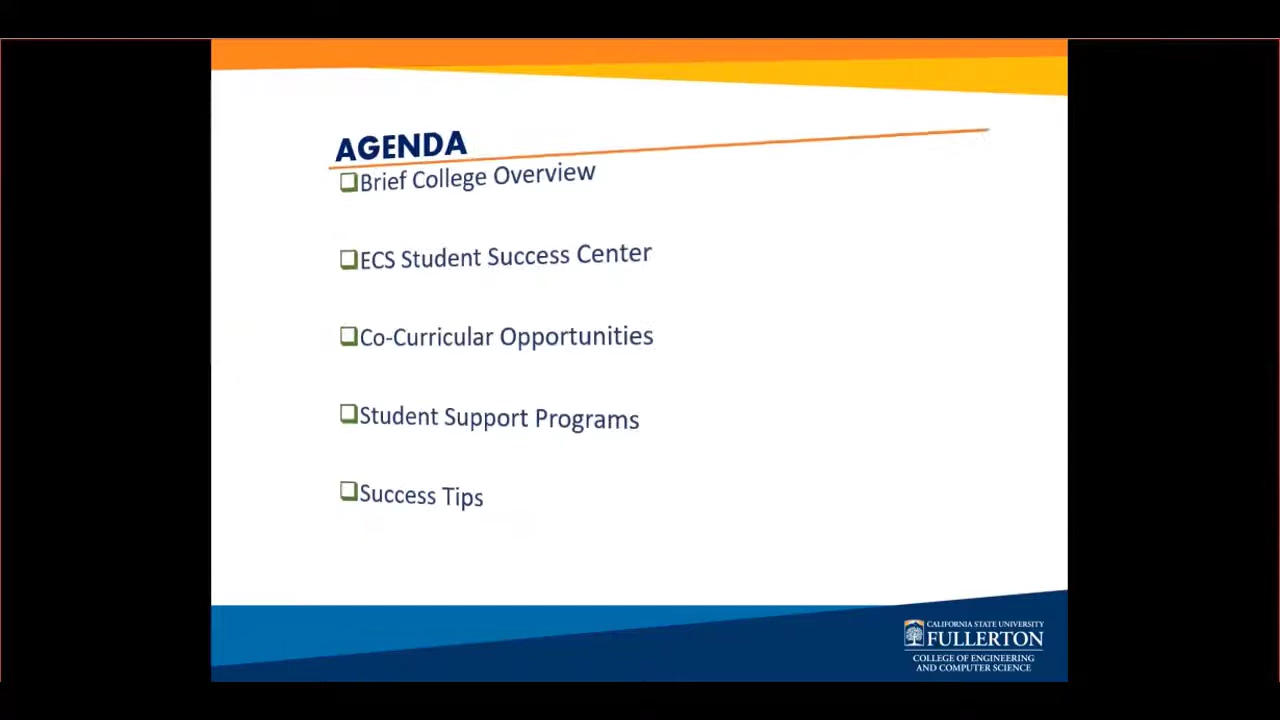 AGENDA
Brief College Overview
ECS Student Success Center
Co-Curricular Opportunities
Student Support Programs
Success Tips
CALIFORNIA STATE UNIVERSITY
FULLERTON
COLLEGE OF ENGINEERING
AND COMPUTER SCIENCE